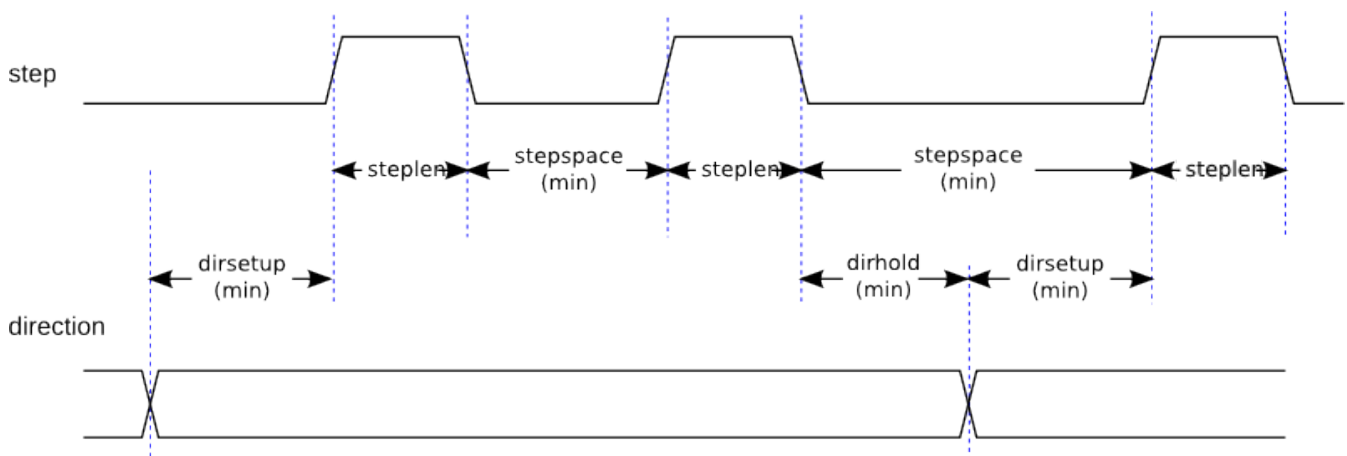 step
steplen
stepspace
(min)
steplen
stepspace
(min)
steplen
dirsetup
(min)
dirhold
(min)
dirsetup
(min)
direction